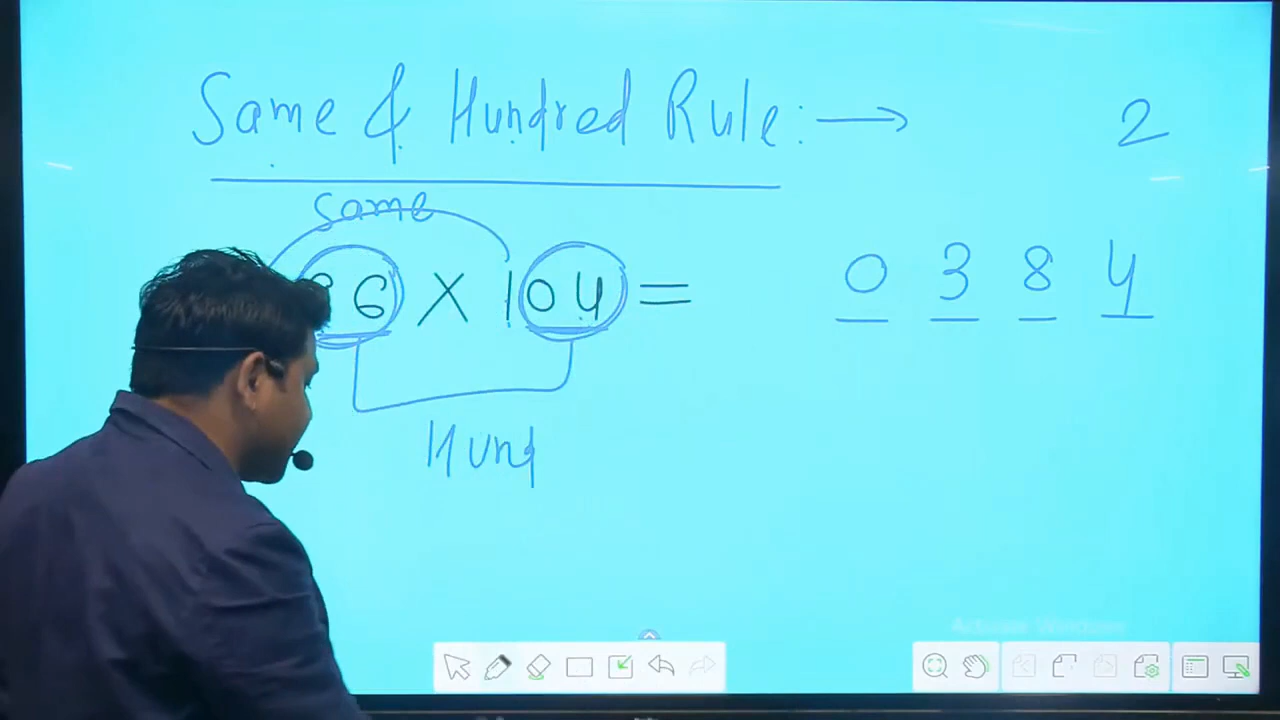 Same & Hundred Rule:→ 2
same
96 X 104 = 0 3 8 4
Hund